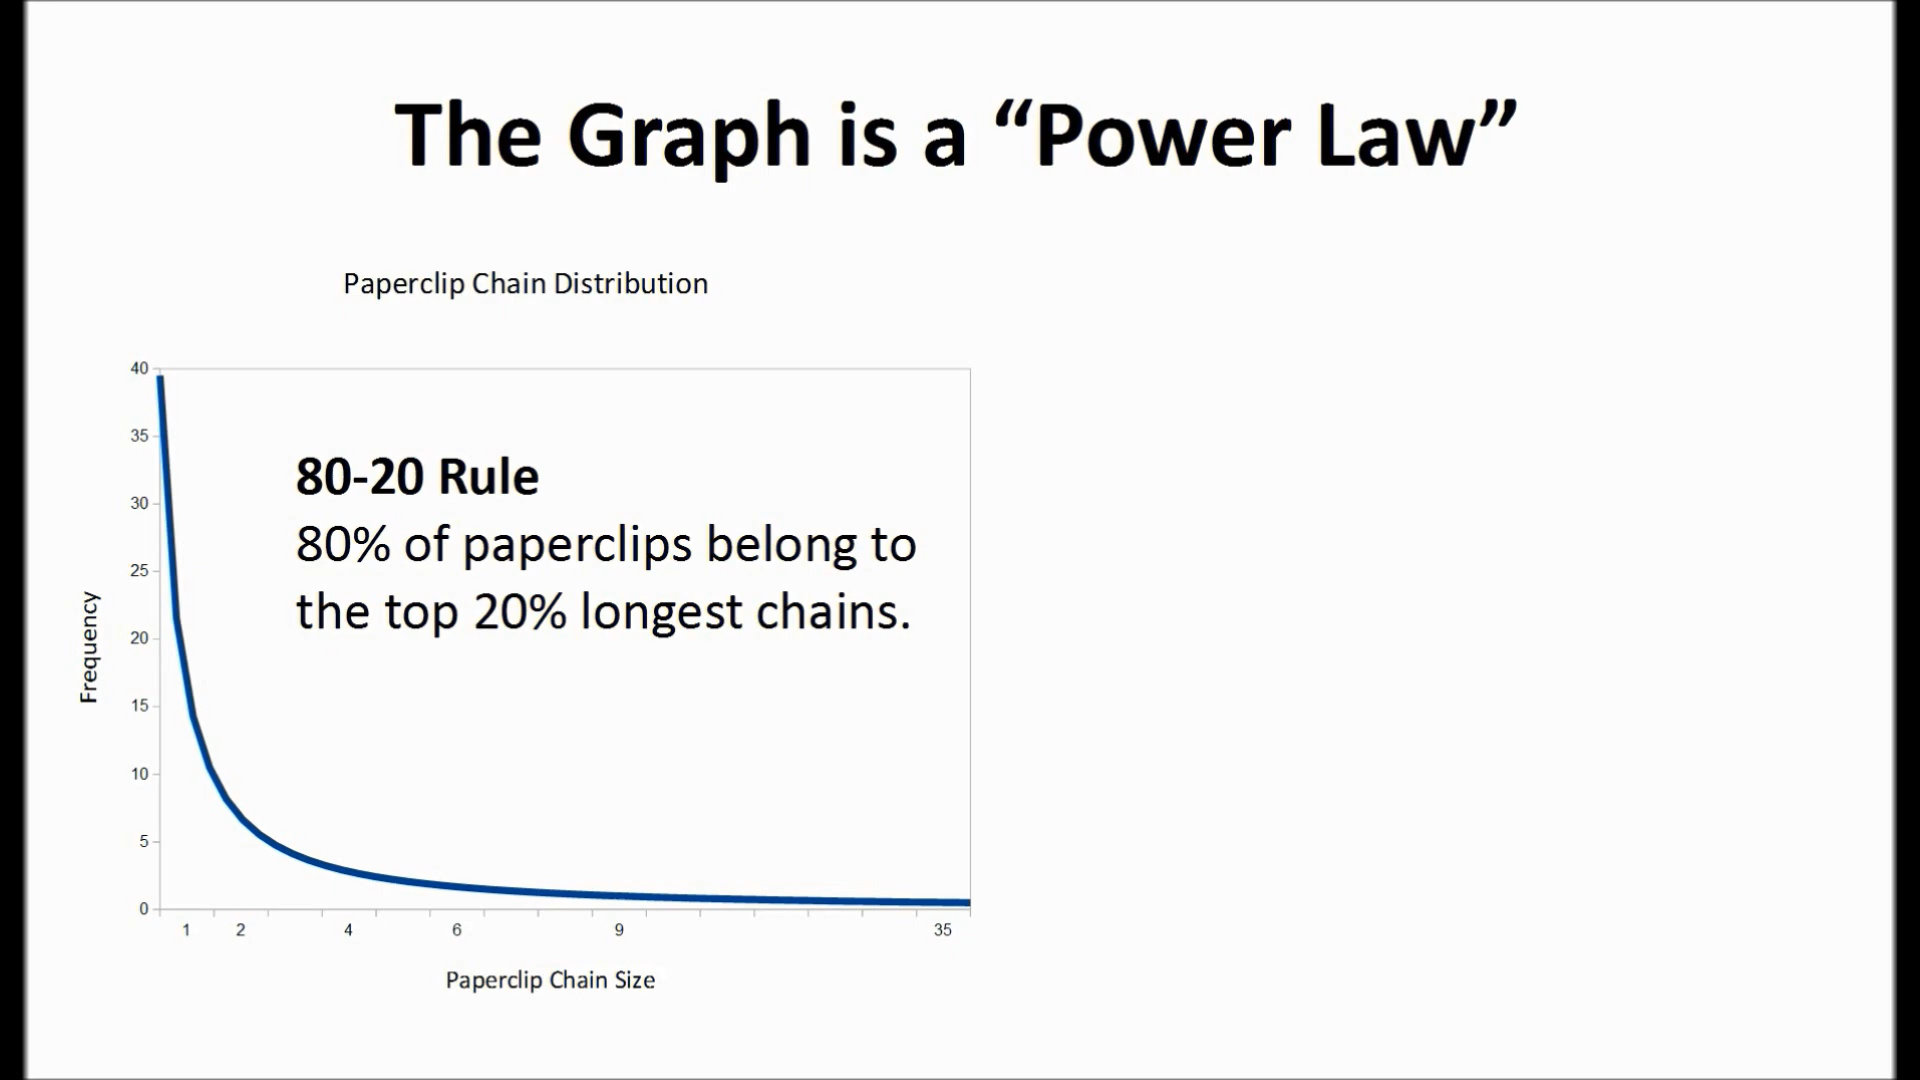 The Graph is a “Power Law”
Paperclip Chain Distribution
40
35
30
25
20
15
10
5
0
Frequency
80-20 Rule
80% of paperclips belong to
the top 20% longest chains.
1 2 4 6 9 35
Paperclip Chain Size